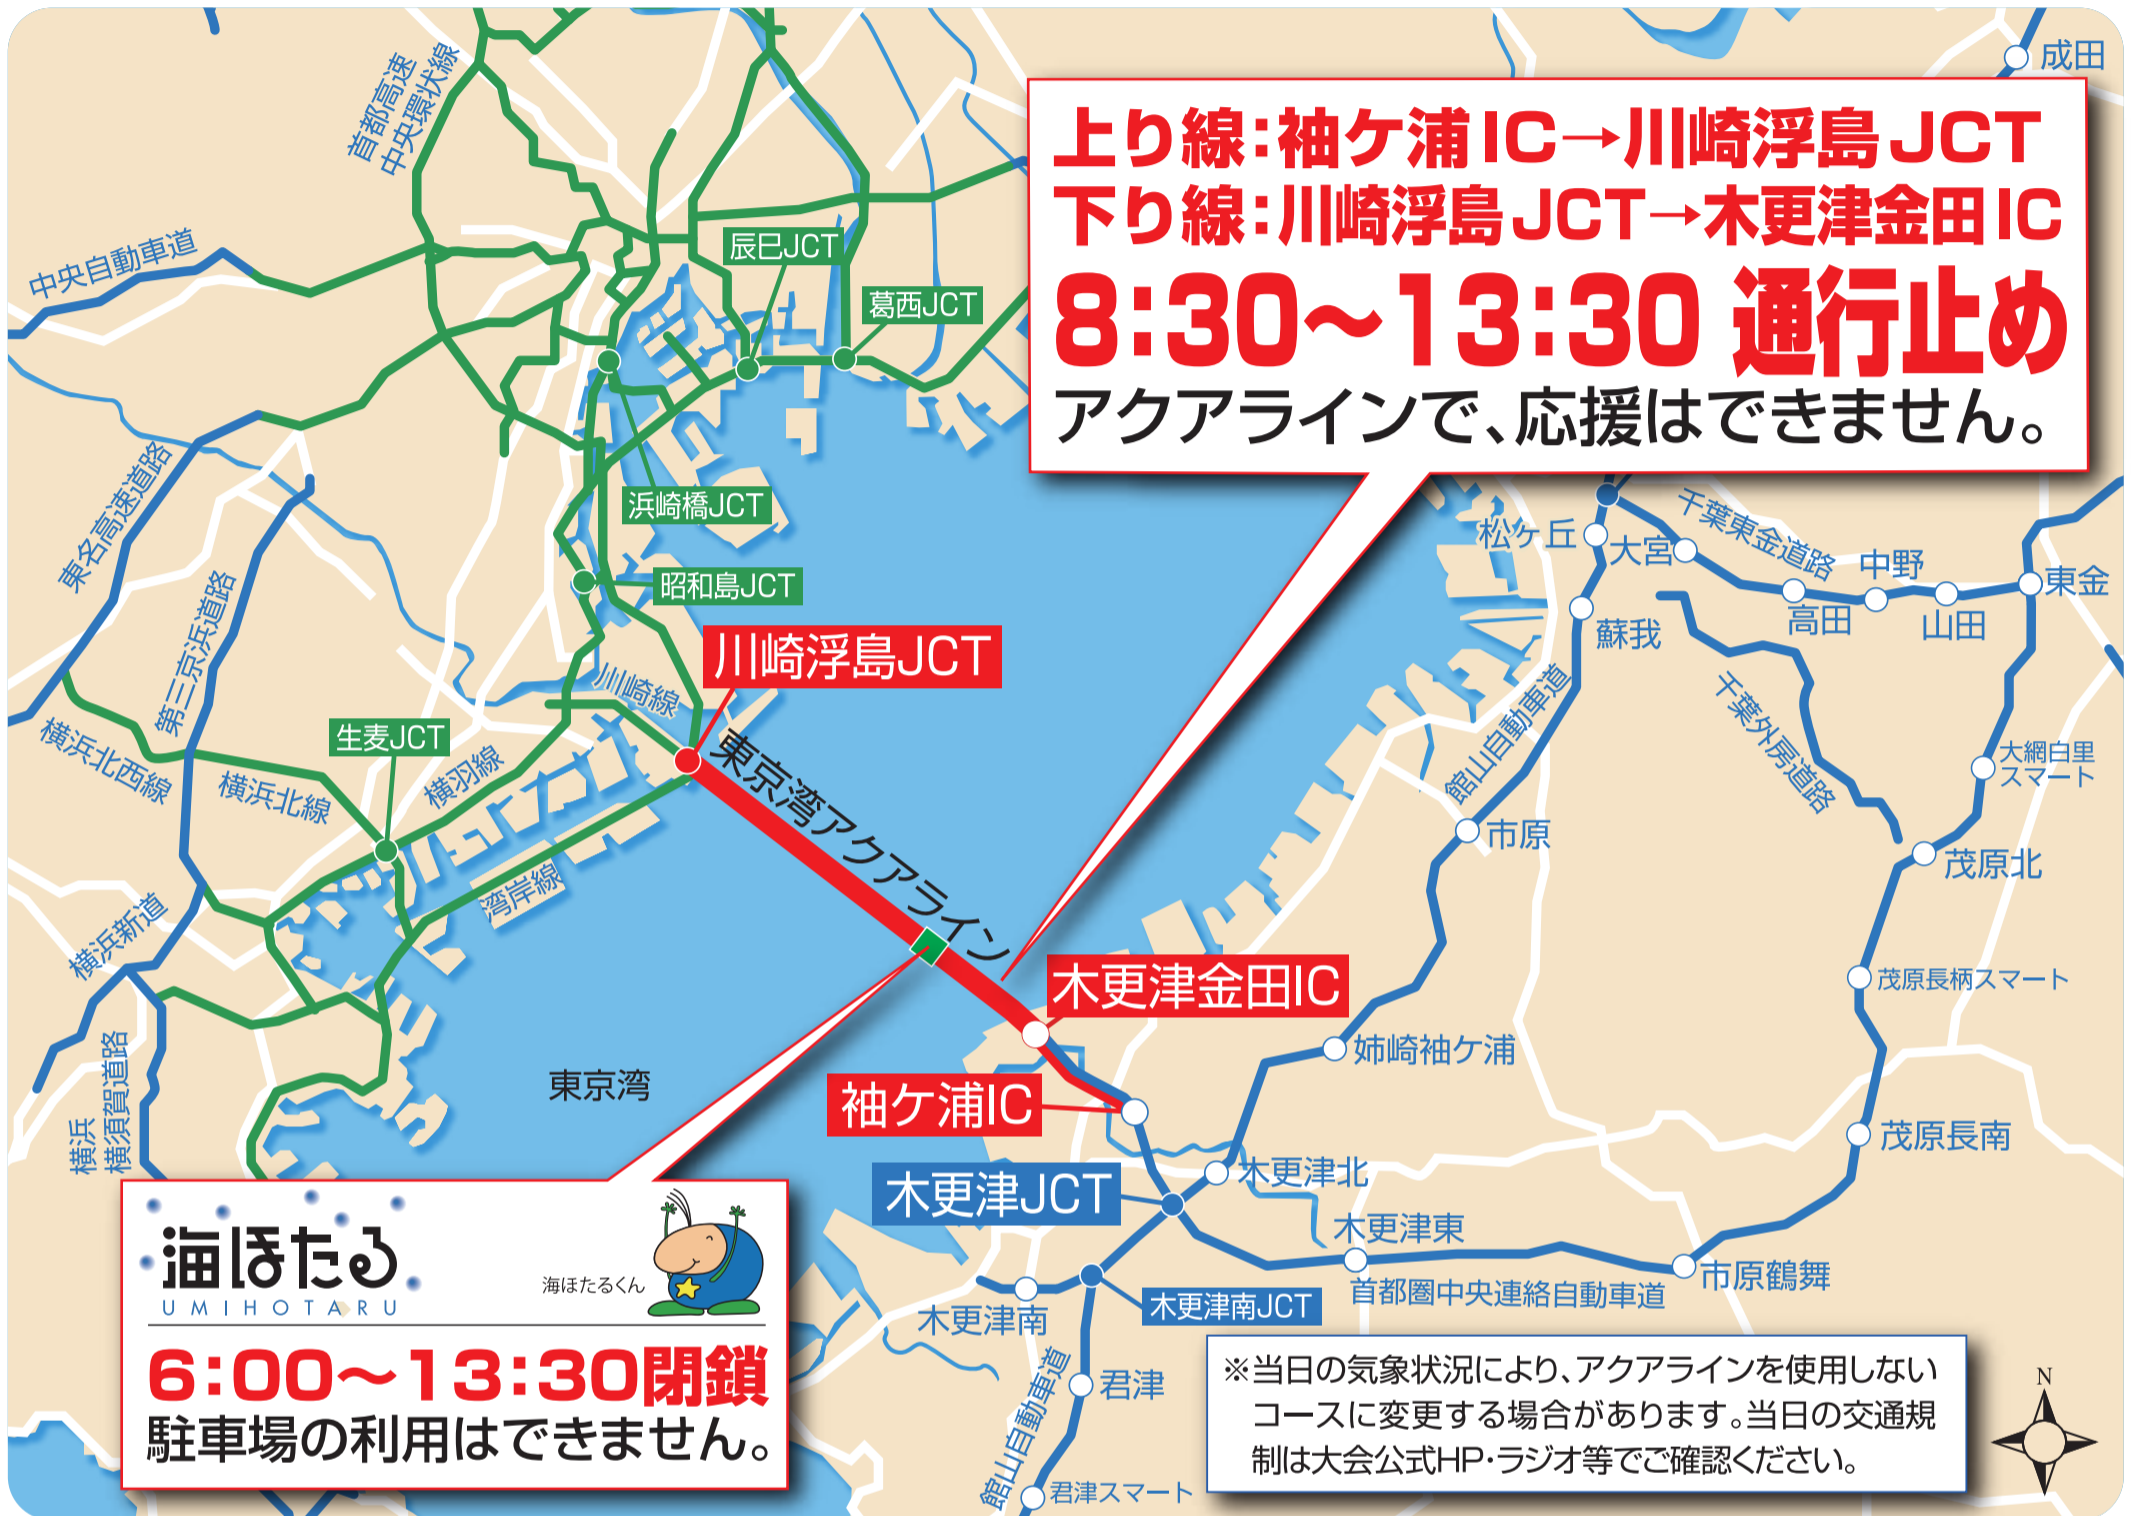 成田
首都高速
中央環状線
上り線：袖ケ浦IC→川崎浮島JCT
下り線：川崎浮島JCT→木更津金田IC
8：30〜13：30 通行止め
アクアラインで、応援はできません。
中央自動車道
辰巳JCT
葛西JCT
東名高速道路
浜崎橋JCT
松ヶ丘
大宮
千葉東金道路
中野
東金
高田
山田
昭和島JCT
第三京浜道路
蘇我
川崎浮島JCT
川崎線
千葉外房道路
館山自動車道
生麦JCT
横浜北西線
横浜北線
横羽線
東京湾アクアライン
大網白里
スマート
市原
茂原北
湾岸線
横浜新道
木更津金田IC
茂原長柄スマート
姉崎袖ケ浦
東京湾
横浜
横須賀道路
袖ケ浦IC
茂原長南
木更津JCT
木更津北
木更津東
市原鶴舞
首都圏中央連絡自動車道
木更津南
木更津南JCT
海ほたる
UMIHOTARU
海ほたるくん
6：00〜13：30閉鎖
駐車場の利用はできません。
館山自動車道
君津
君津スマート
※当日の気象状況により、アクアラインを使用しない
コースに変更する場合があります。当日の交通規
制は大会公式HP・ラジオ等でご確認ください。
N